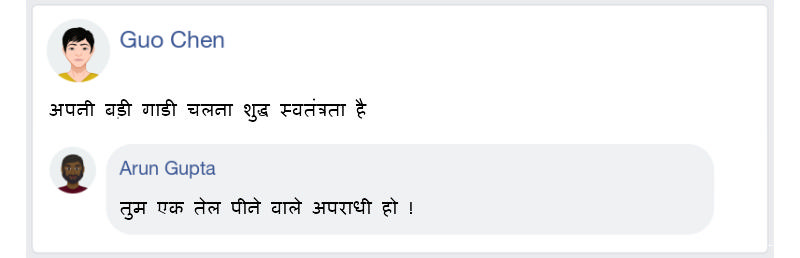 Guo Chen
अपनी बड़ी गाडी चलना शुद्ध स्वतंत्रता है
Arun Gupta
तुम एक तेल पीने वाले अपराधी हो !